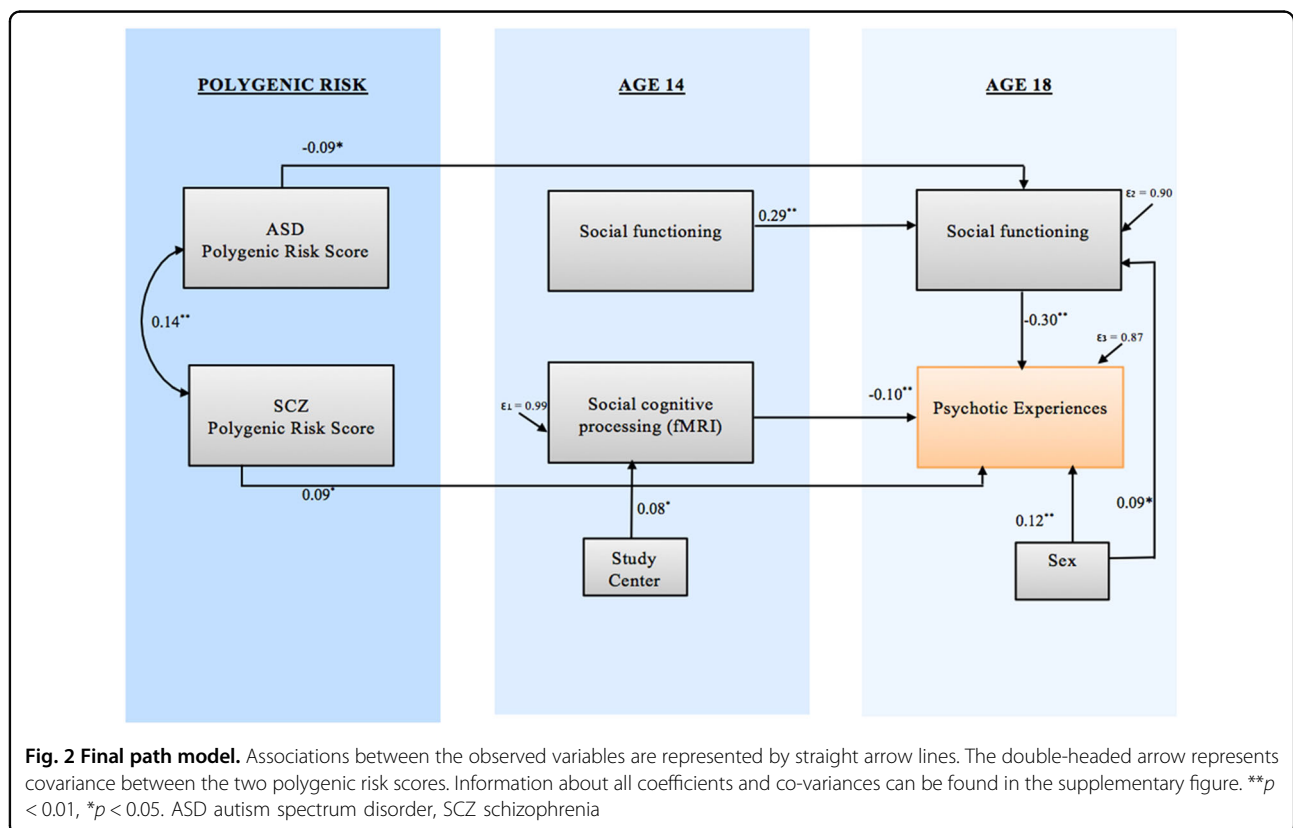 POLYGENIC RISK
AGE 14
AGE 18
-0.09*
ASD
Polygenic Risk Score
Social functioning
0.29**
Social functioning
ε2 = 0.90
0.14**
-0.30**
ε3 = 0.87
SCZ
Polygenic Risk Score
ε1 = 0.99
Social cognitive
processing (fMRI)
-0.10**
Psychotic Experiences
0.09*
0.08*
0.12**
0.09*
Study
Center
Sex
Fig. 2 Final path model. Associations between the observed variables are represented by straight arrow lines. The double-headed arrow represents
covariance between the two polygenic risk scores. Information about all coefficients and co-variances can be found in the supplementary figure. **p
< 0.01, *p < 0.05. ASD autism spectrum disorder, SCZ schizophrenia